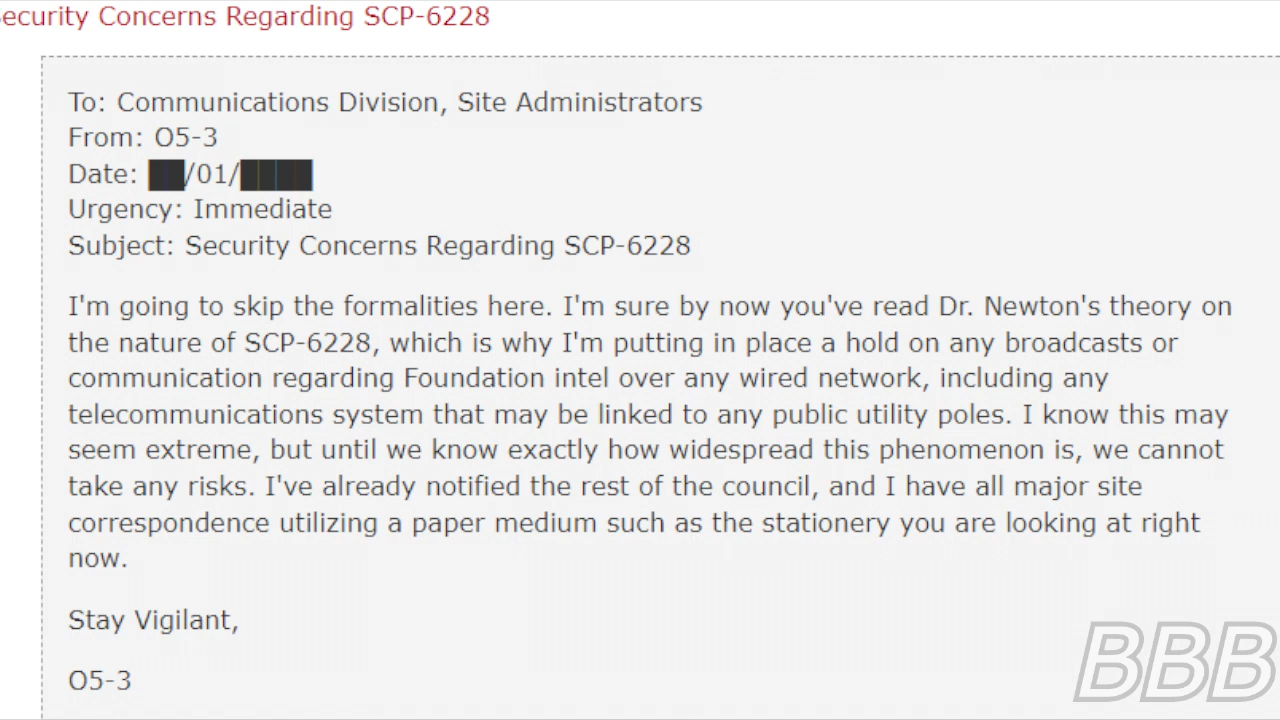 ecurity Concerns Regarding SCP-6228
To: Communications Division, Site Administrators
From: O5-3
Date: ██/01/████
Urgency: Immediate
Subject: Security Concerns Regarding SCP-6228
I'm going to skip the formalities here. I'm sure by now you've read Dr. Newton's theory on
the nature of SCP-6228, which is why I'm putting in place a hold on any broadcasts or
communication regarding Foundation intel over any wired network, including any
telecommunications system that may be linked to any public utility poles. I know this may
seem extreme, but until we know exactly how widespread this phenomenon is, we cannot
take any risks. I've already notified the rest of the council, and I have all major site
correspondence utilizing a paper medium such as the stationery you are looking at right
now.
Stay Vigilant,
O5-3
BBB